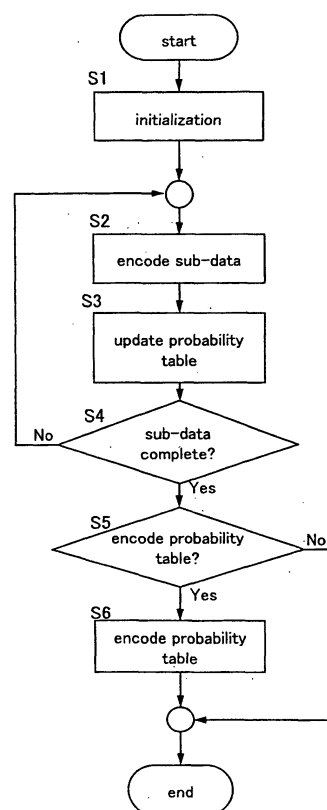 start
S1
initialization
S2
encode sub-data
S3
update probability
table
S4
No
sub-data
complete?
Yes
S5
encode probability
table?
No
Yes
S6
encode probability
table
end